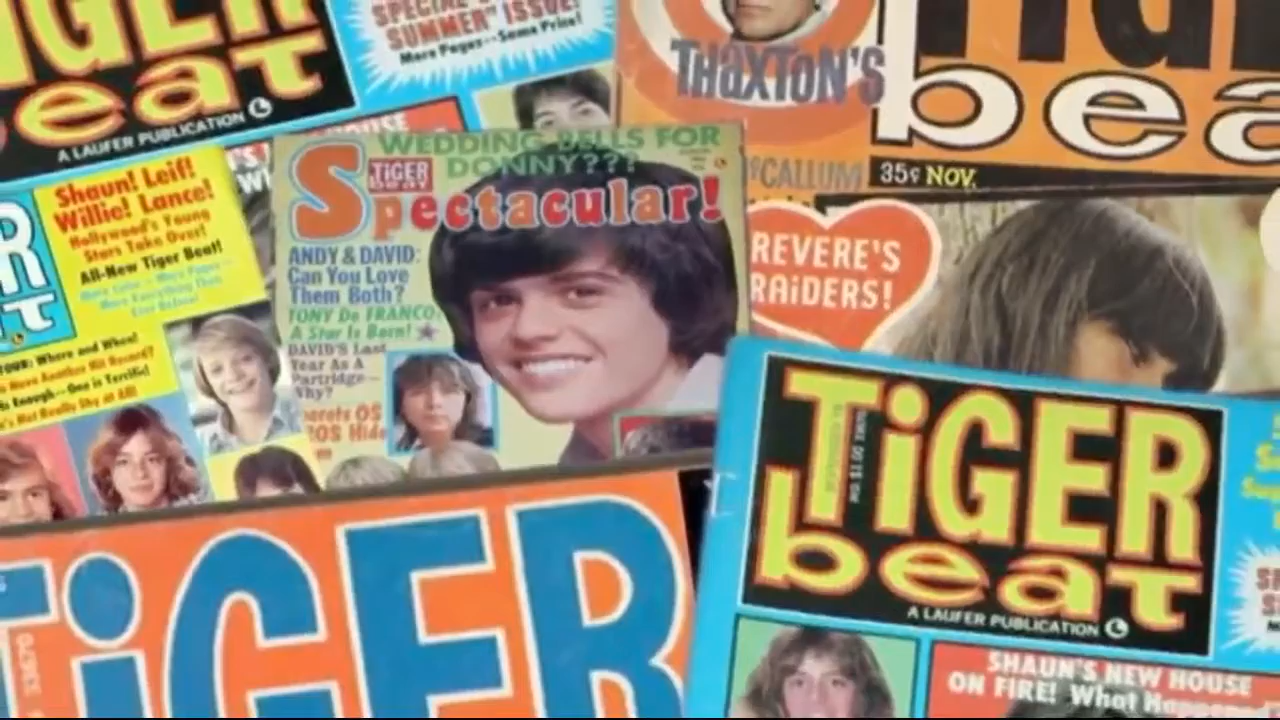 TiGER
beat
A LAUFER PUBLICATION
SPECIAL
SUMMER" ISSUE!
More Pages--Same Price!
THaXTON'S
bea
35¢ NOV.
REVERE'S
RAiDERS!
Shaun! Leif!
Willie! Lance!
Hollywood's Young
Stars Take Over!
All-New Tiger Beat!
WEDDING BELLS FOR
DONNY???
TiGER
beat
Spectacular!
ANDY & DAVID:
Can You Love
Them Both?
TONY De FRANCO:
A Star Is Born!
DAVID'S Last
Year As A
Partridge—
Why?
TiGER
TiGER
beat
A LAUFER PUBLICATION
SHAUN'S NEW HOUSE
ON FIRE! What Happened